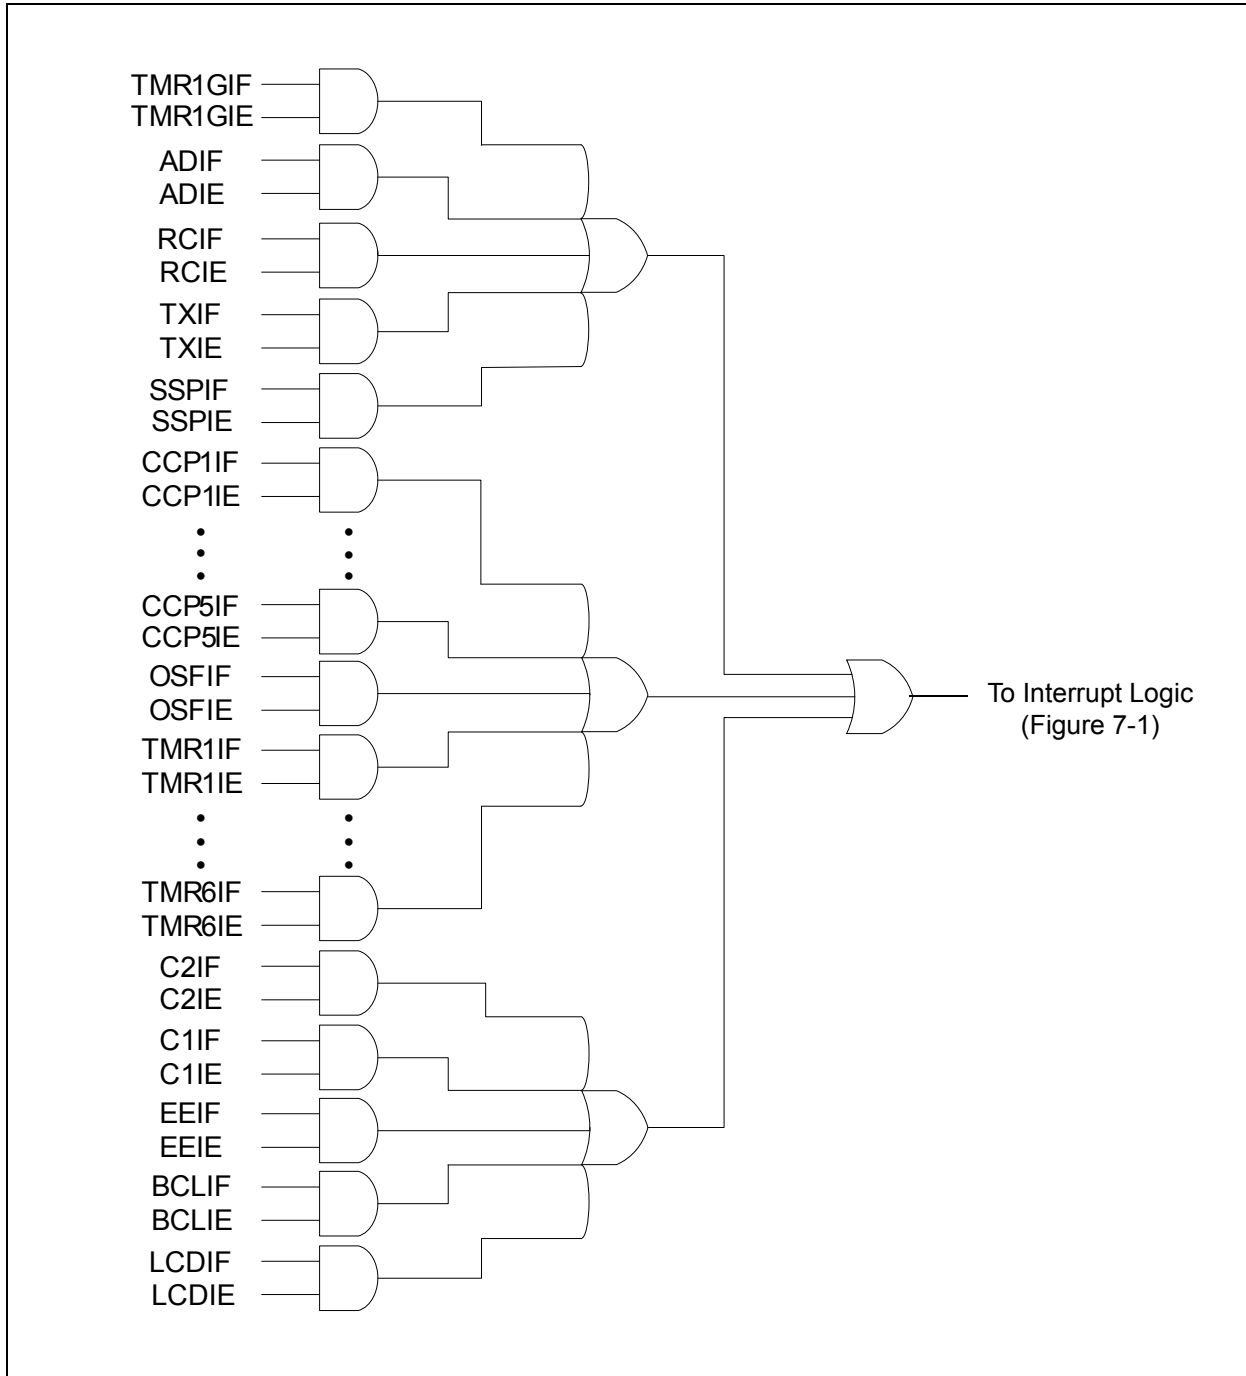 TMR1GIF
TMR1GIE
ADIF
ADIE
RCIF
RCIE
TXIF
TXIE
SSPIF
SSPIE
CCP1IF
CCP1IE
CCP5IF
CCP5IE
OSFIF
OSFIE
TMR1IF
TMR1IE
TMR6IF
TMR6IE
C2IF
C2IE
C1IF
C1IE
EEIF
EEIE
BCLIF
BCLIE
LCDIF
LCDIE
To Interrupt Logic
(Figure 7-1)